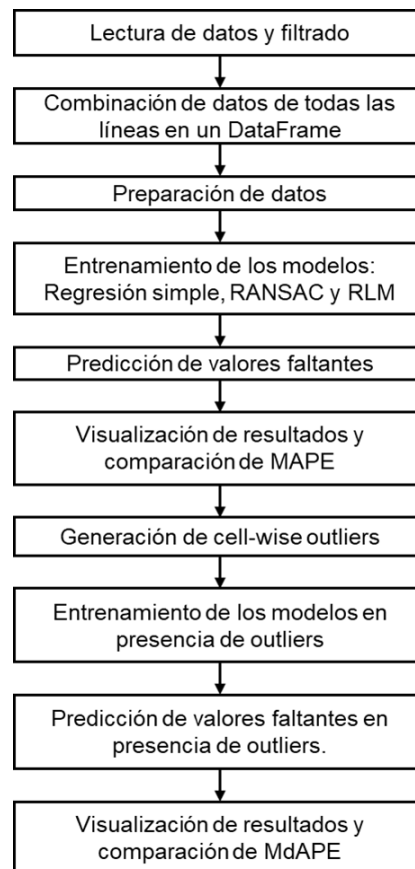 Lectura de datos y filtrado
Combinación de datos de todas las
líneas en un DataFrame
Preparación de datos
Entrenamiento de los modelos:
Regresión simple, RANSAC y RLM
Predicción de valores faltantes
Visualización de resultados y
comparación de MAPE
Generación de cell-wise outliers
Entrenamiento de los modelos en
presencia de outliers
Predicción de valores faltantes en
presencia de outliers.
Visualización de resultados y
comparación de MdAPE